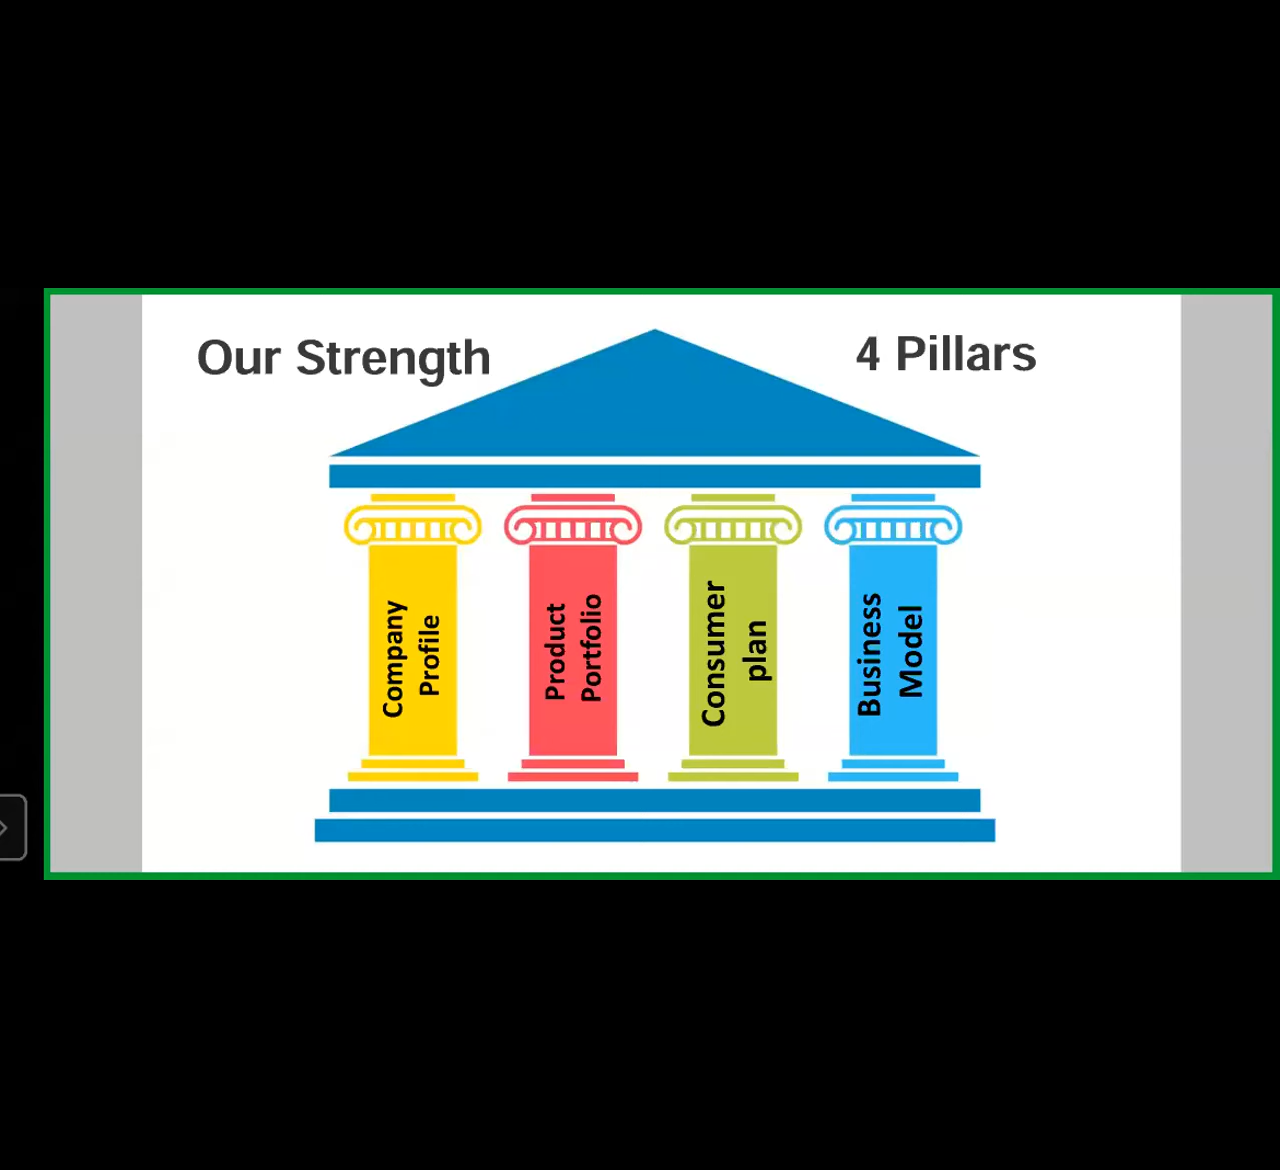 Our Strength
4 Pillars
Company
Profile
Product
Portfolio
Consumer
plan
Business
Model